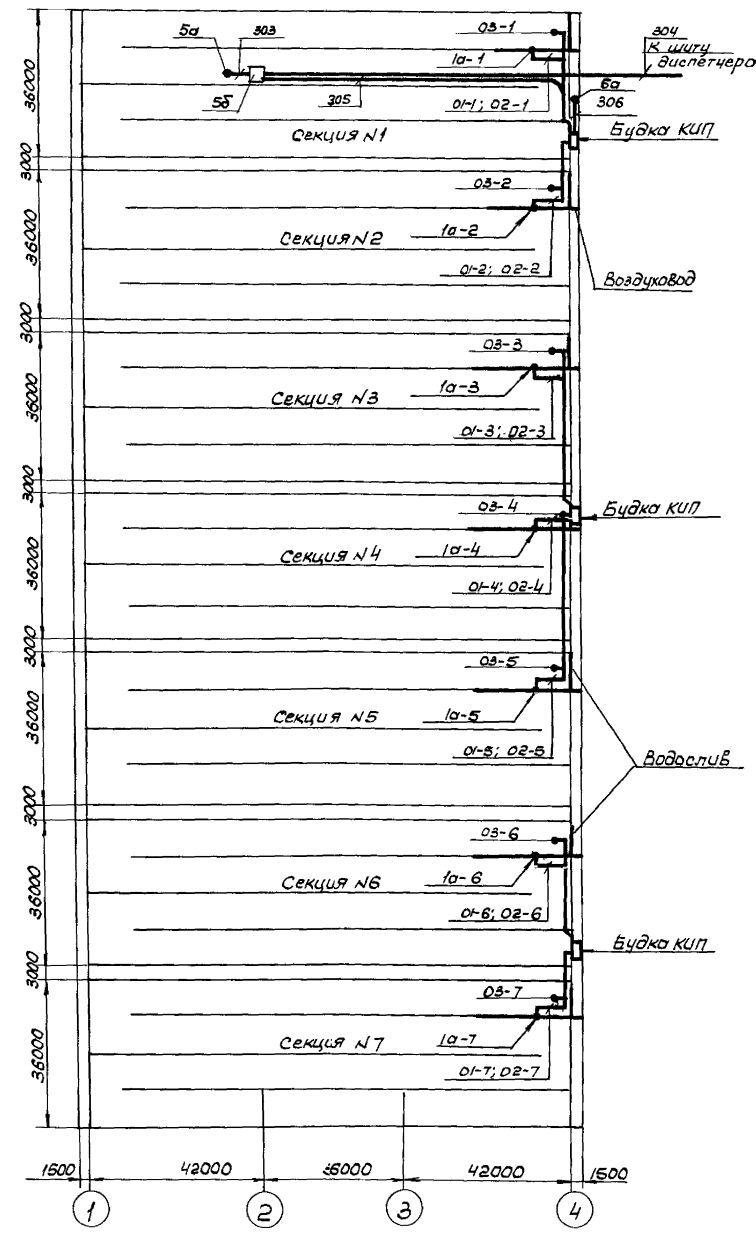 03-1
5а
303
304
К щиту
диспетчера
1а-1
5б
305
01-1; 02-1
6а
306
36000
Секция N1
Будка КИП
3000
03-2
36000
Секция N2
1а-2
01-2; 02-2
Воздуховод
3000
03-3
36000
Секция N3
1а-3
01-3; 02-3
3000
03-4
Будка КИП
36000
Секция N4
1а-4
01-4; 02-4
3000
03-5
36000
Секция N5
1а-5
01-5; 02-5
Водослив
3000
03-6
36000
Секция N6
1а-6
01-6; 02-6
Будка КИП
3000
03-7
36000
Секция N7
1а-7
01-7; 02-7
1500
42000
36000
42000
1500
1
2
3
4